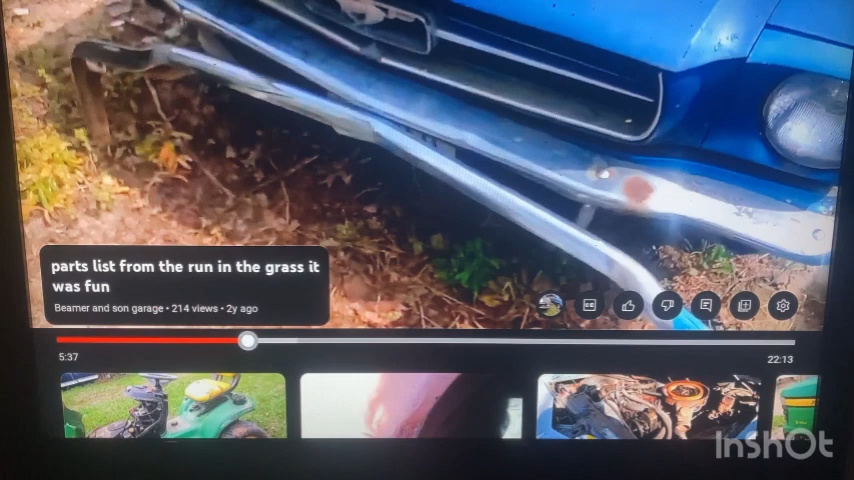 parts list from the run in the grass it
was fun
Beamer and son garage • 214 views • 2y ago
5:37
22:13
InShOt